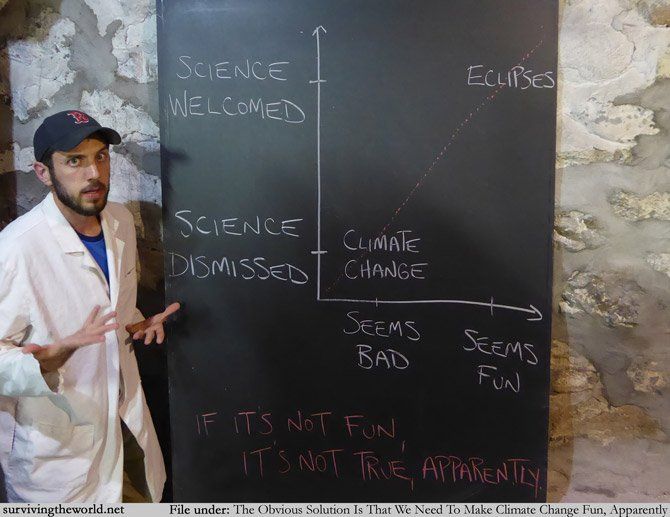 SCIENCE
WELCOMED
ECLIPSES
SCIENCE
DISMISSED
CLIMATE
CHANGE
SEEMS
BAD
SEEMS
FUN
IF IT'S NOT FUN,
IT'S NOT TRUE, APPARENTLY.
survivingtheworld.net
File under: The Obvious Solution Is That We Need To Make Climate Change Fun, Apparently